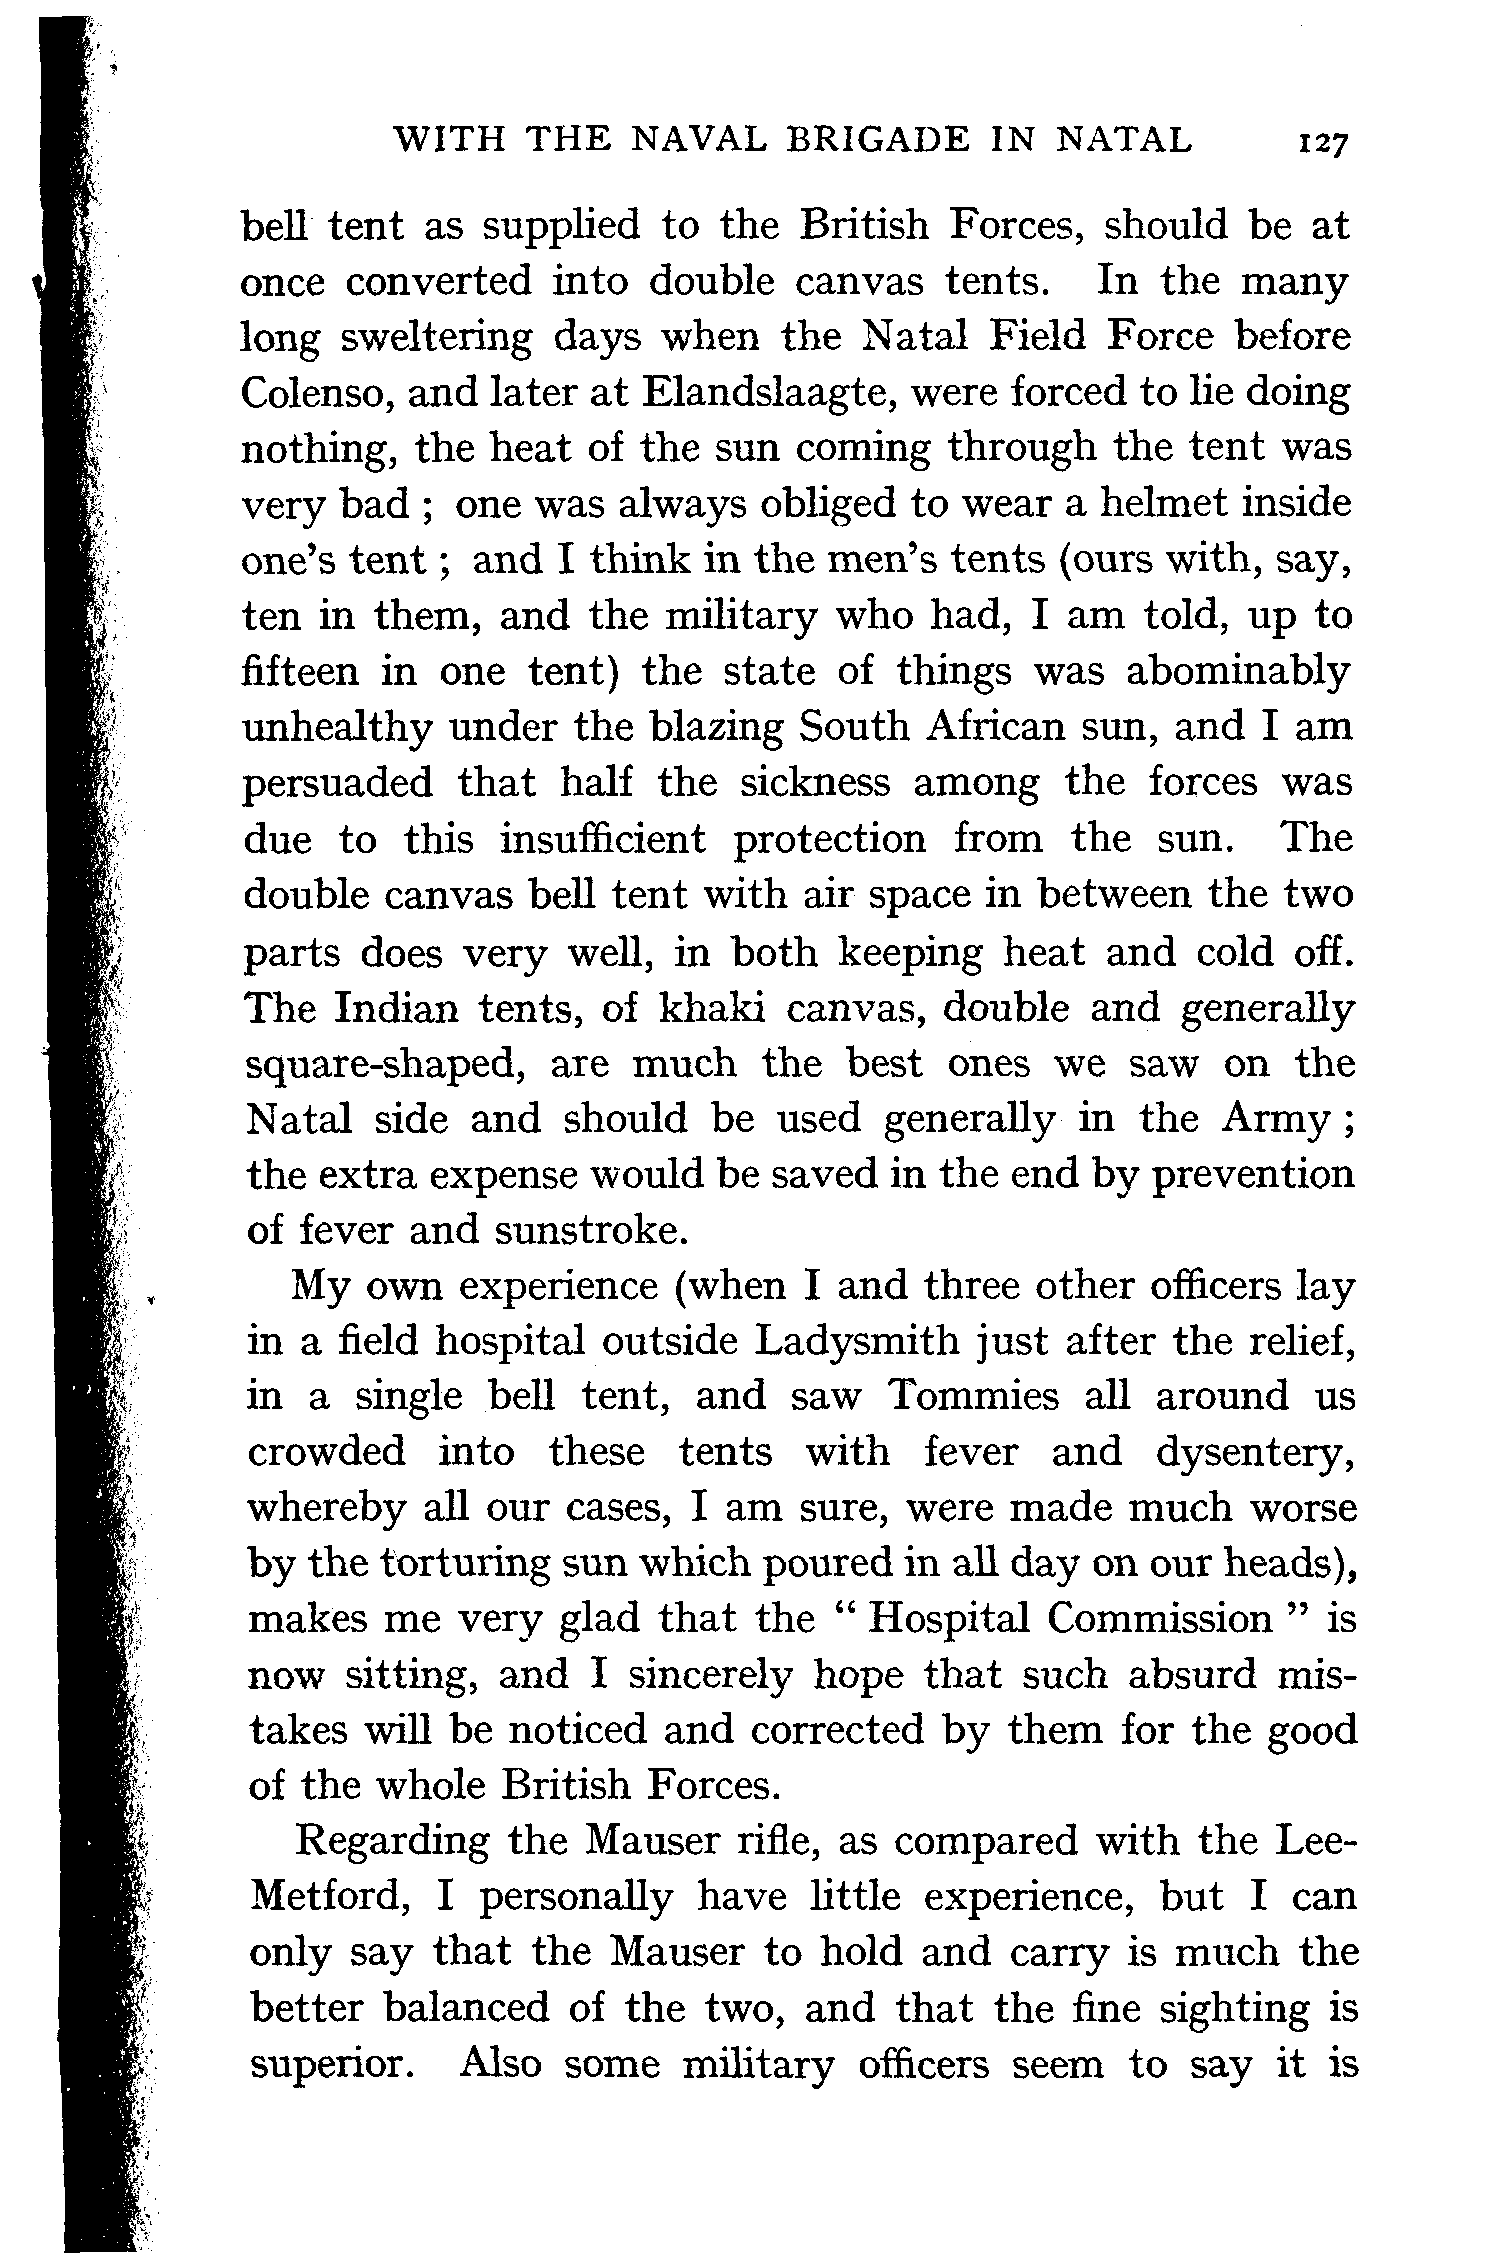 WITH THE NAVAL BRIGADE IN NATAL 127
bell tent as supplied to the British Forces, should be at
once converted into double canvas tents. In the many
long sweltering days when the Natal Field Force before
Colenso, and later at Elandslaagte, were forced to lie doing
nothing, the heat of the sun coming through the tent was
very bad ; one was always obliged to wear a helmet inside
one's tent ; and I think in the men's tents (ours with, say,
ten in them, and the military who had, I am told, up to
fifteen in one tent) the state of things was abominably
unhealthy under the blazing South African sun, and I am
persuaded that half the sickness among the forces was
due to this insufficient protection from the sun. The
double canvas bell tent with air space in between the two
parts does very well, in both keeping heat and cold off.
The Indian tents, of khaki canvas, double and generally
square-shaped, are much the best ones we saw on the
Natal side and should be used generally in the Army ;
the extra expense would be saved in the end by prevention
of fever and sunstroke.
My own experience (when I and three other officers lay
in a field hospital outside Ladysmith just after the relief,
in a single bell tent, and saw Tommies all around us
crowded into these tents with fever and dysentery,
whereby all our cases, I am sure, were made much worse
by the torturing sun which poured in all day on our heads),
makes me very glad that the “ Hospital Commission ” is
now sitting, and I sincerely hope that such absurd mis-
takes will be noticed and corrected by them for the good
of the whole British Forces.
Regarding the Mauser rifle, as compared with the Lee-
Metford, I personally have little experience, but I can
only say that the Mauser to hold and carry is much the
better balanced of the two, and that the fine sighting is
superior. Also some military officers seem to say it is